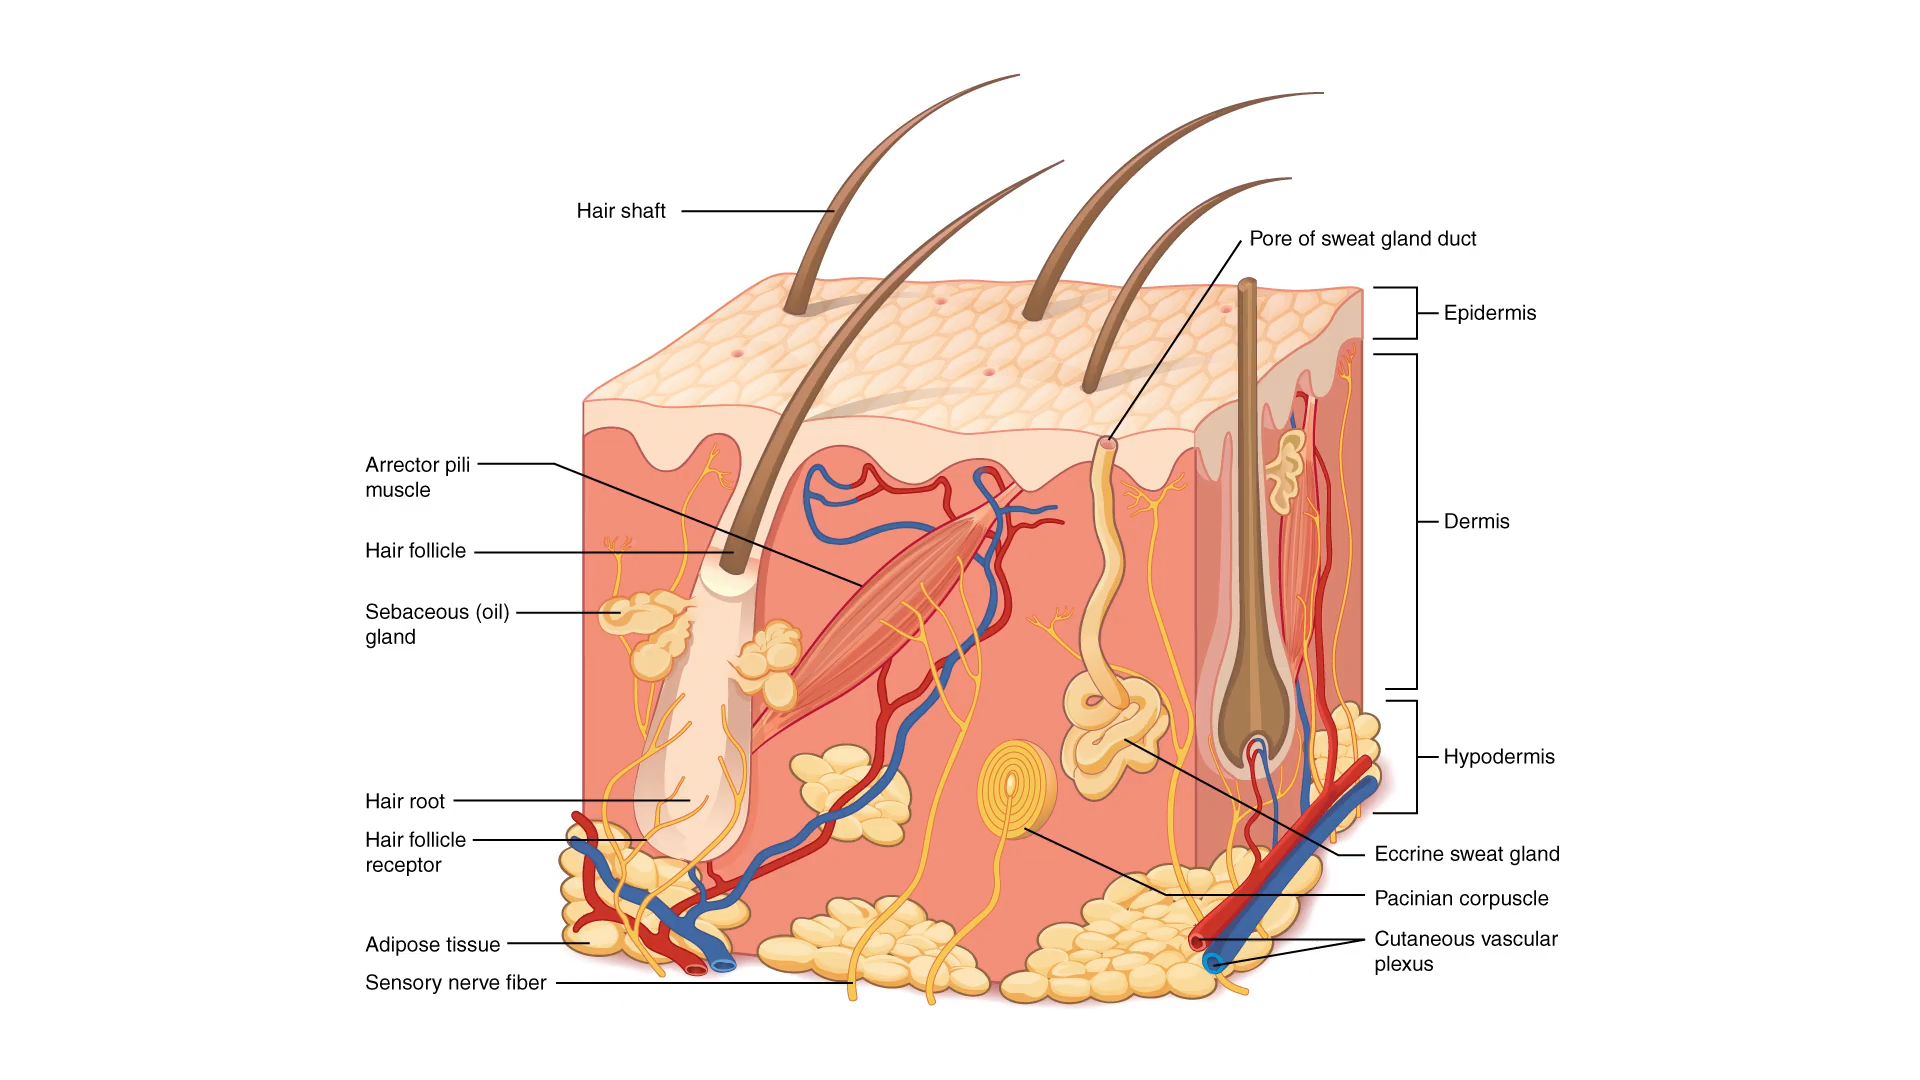 Hair shaft
Pore of sweat gland duct
Epidermis
Arrector pili
muscle
Dermis
Hair follicle
Sebaceous (oil)
gland
Hypodermis
Hair root
Hair follicle
receptor
Eccrine sweat gland
Pacinian corpuscle
Adipose tissue
Cutaneous vascular
plexus
Sensory nerve fiber